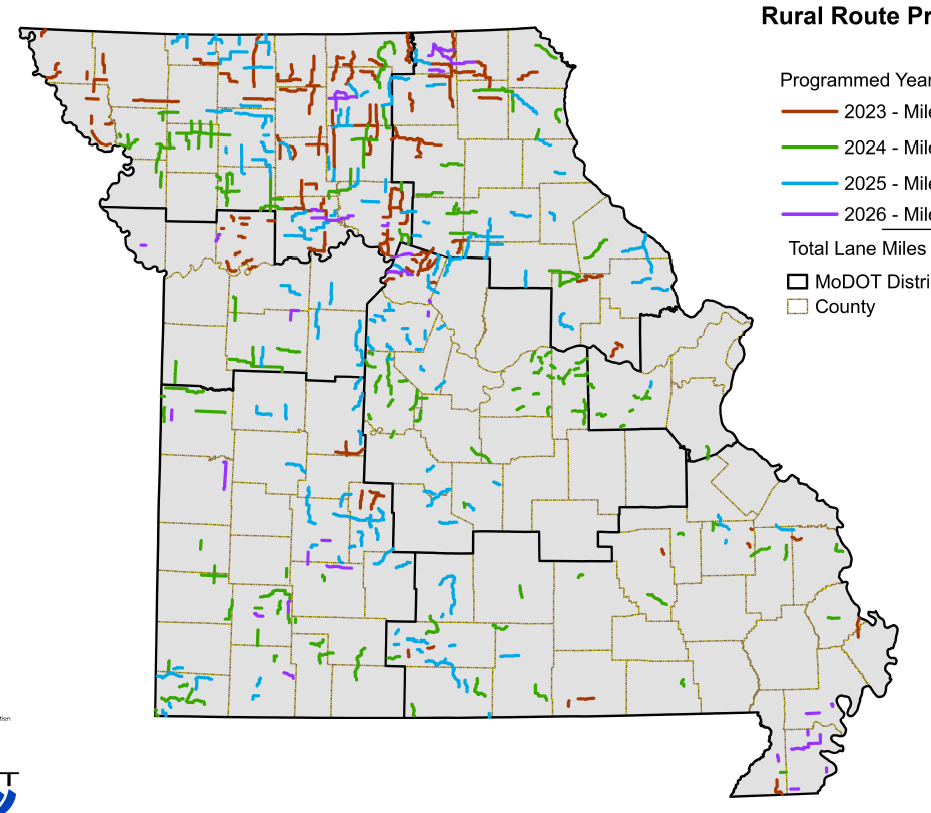 Rural Route Pr
Programmed Year
2023 - Mile
2024 - Mile
2025 - Mile
2026 - Mile
Total Lane Miles
MoDOT Distri
County
T